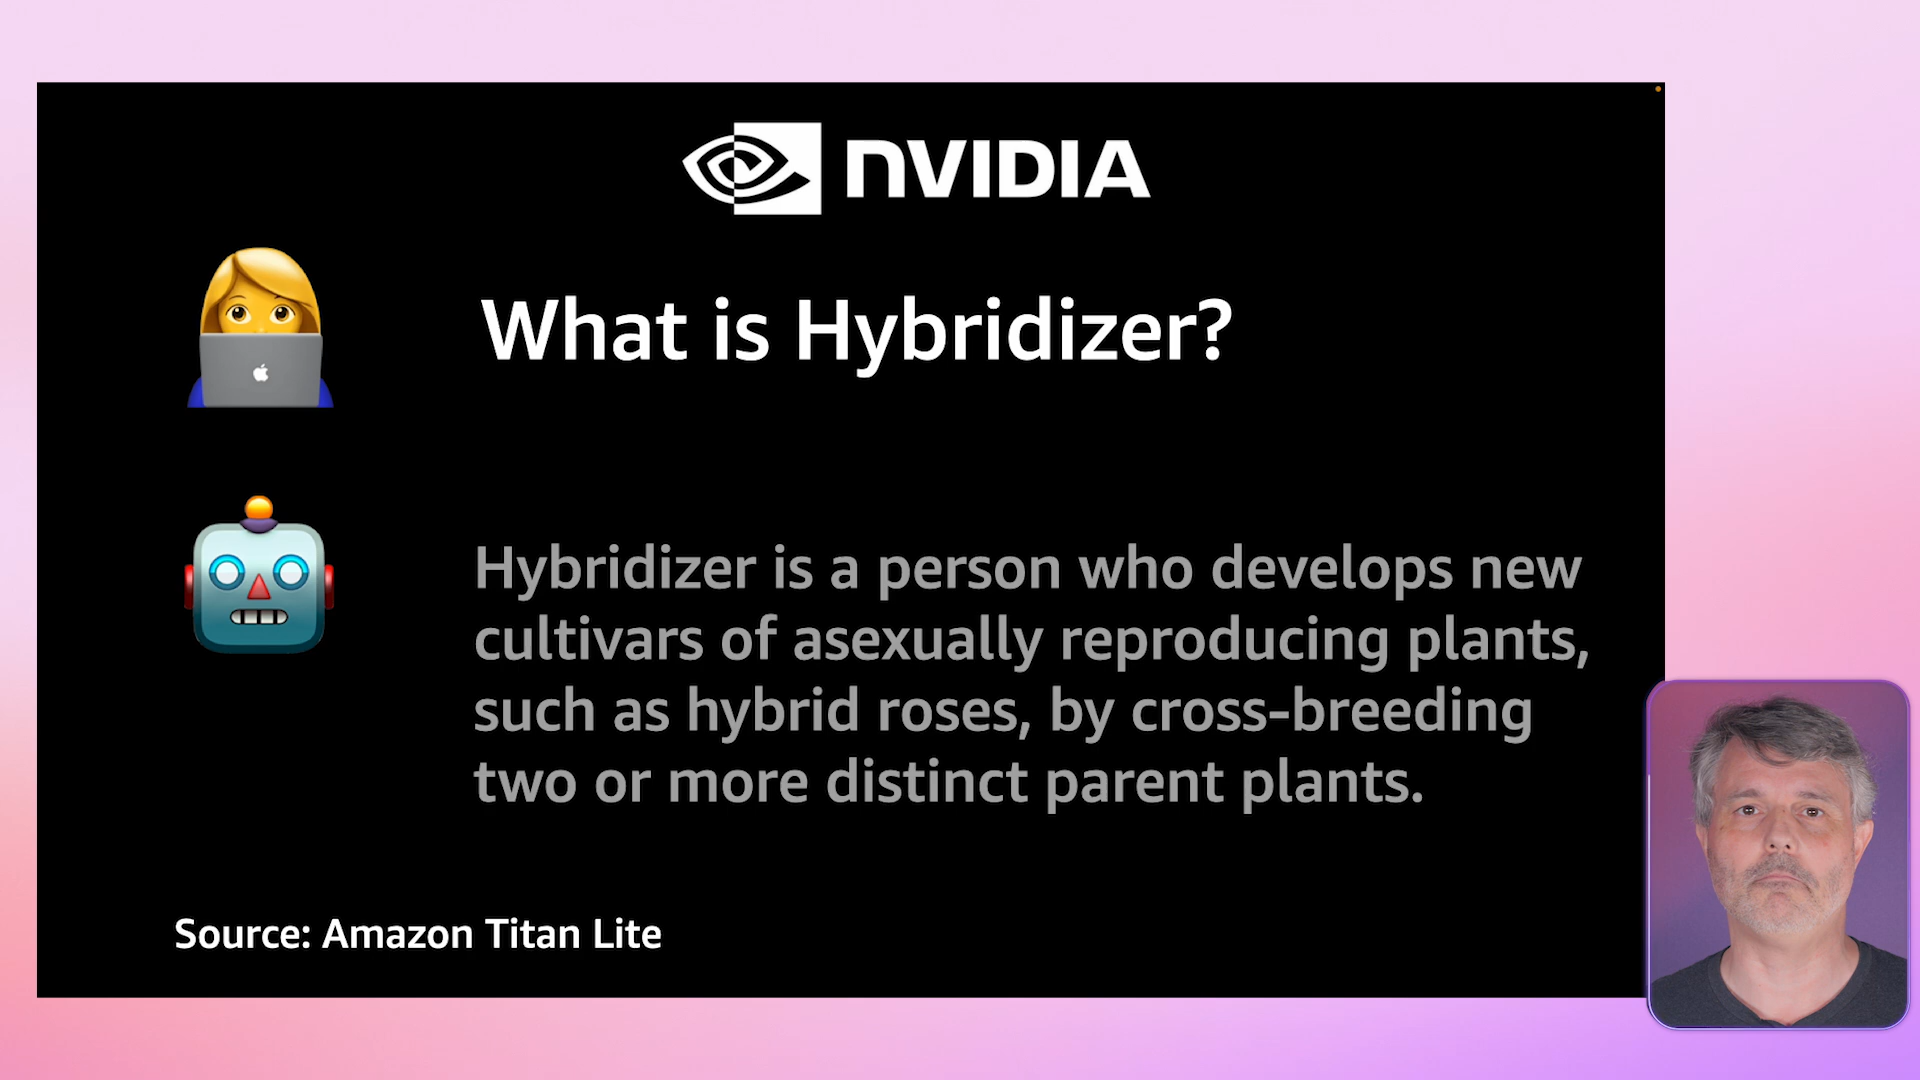 NVIDIA
What is Hybridizer?
Hybridizer is a person who develops new
cultivars of asexually reproducing plants,
such as hybrid roses, by cross-breeding
two or more distinct parent plants.
Source: Amazon Titan Lite